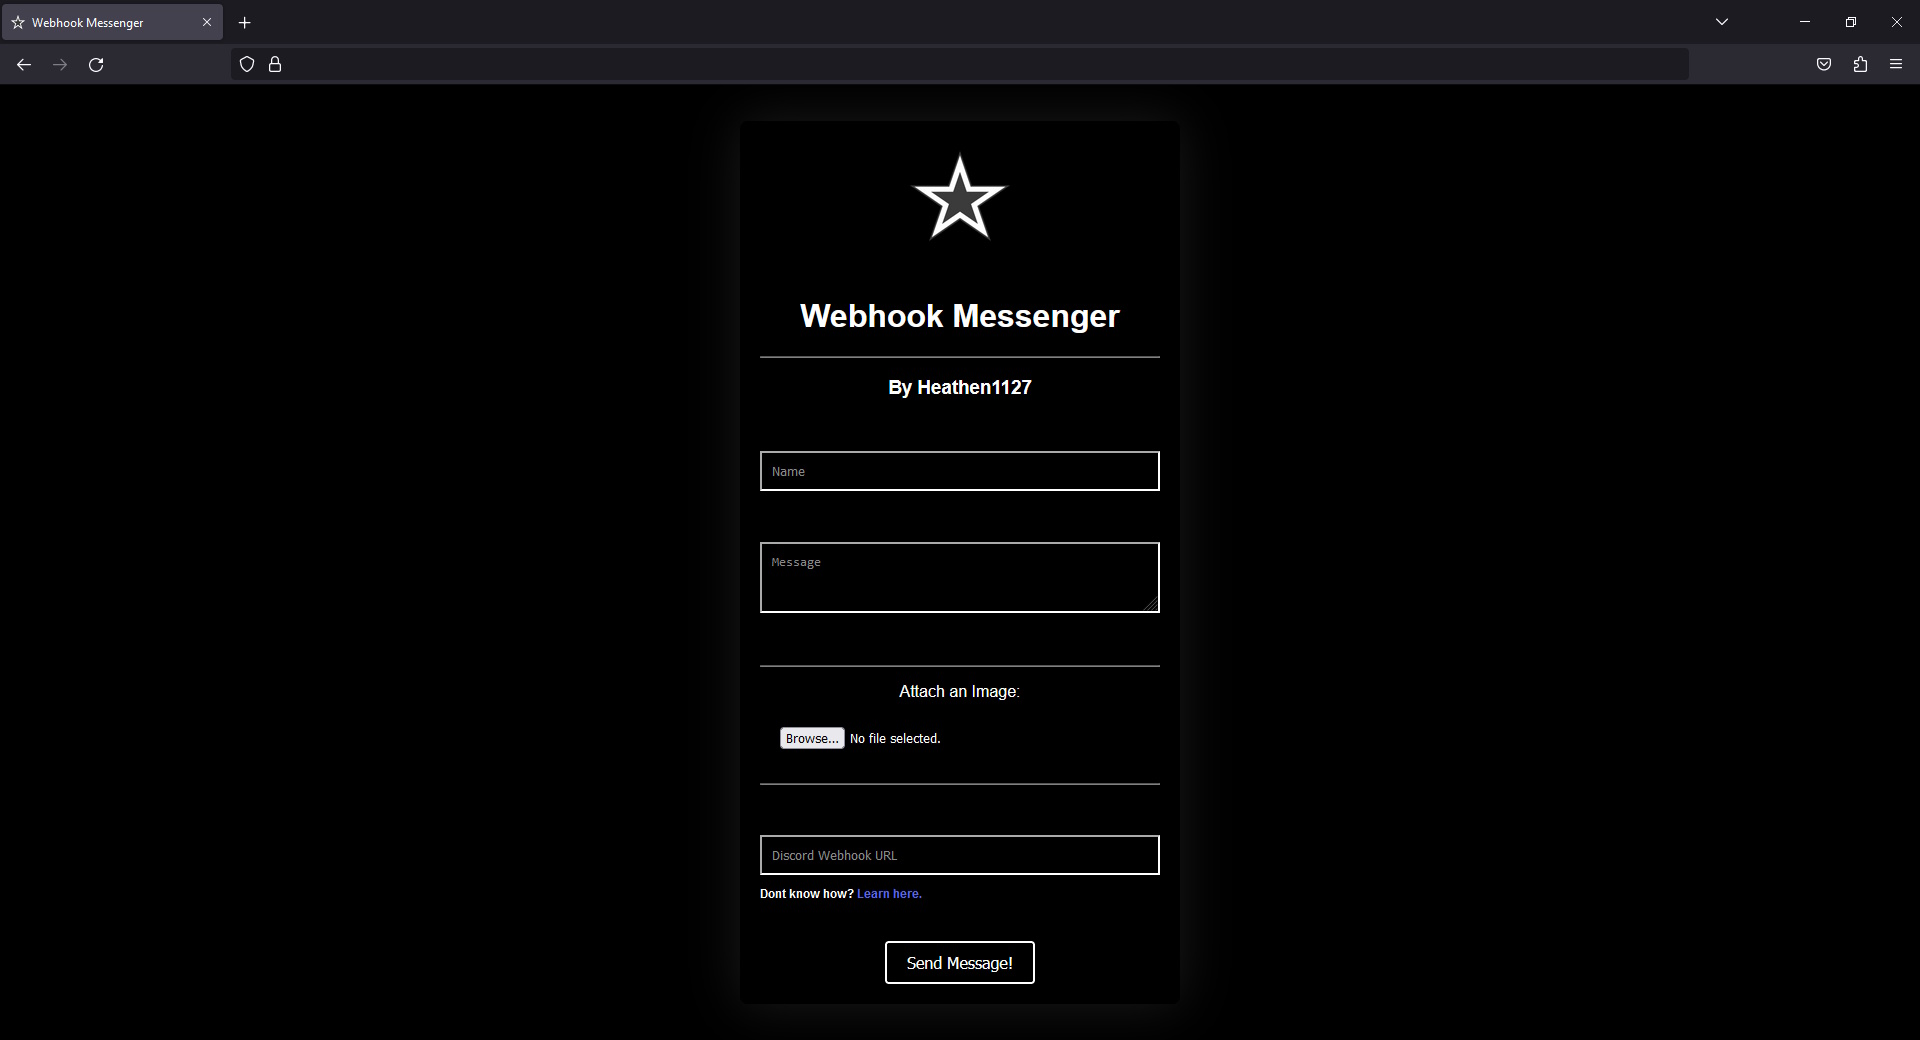 Webhook Messenger
Webhook Messenger
By Heathen1127
Name
Message
Attach an Image:
Browse... No file selected.
Discord Webhook URL
Dont know how? Learn here.
Send Message!